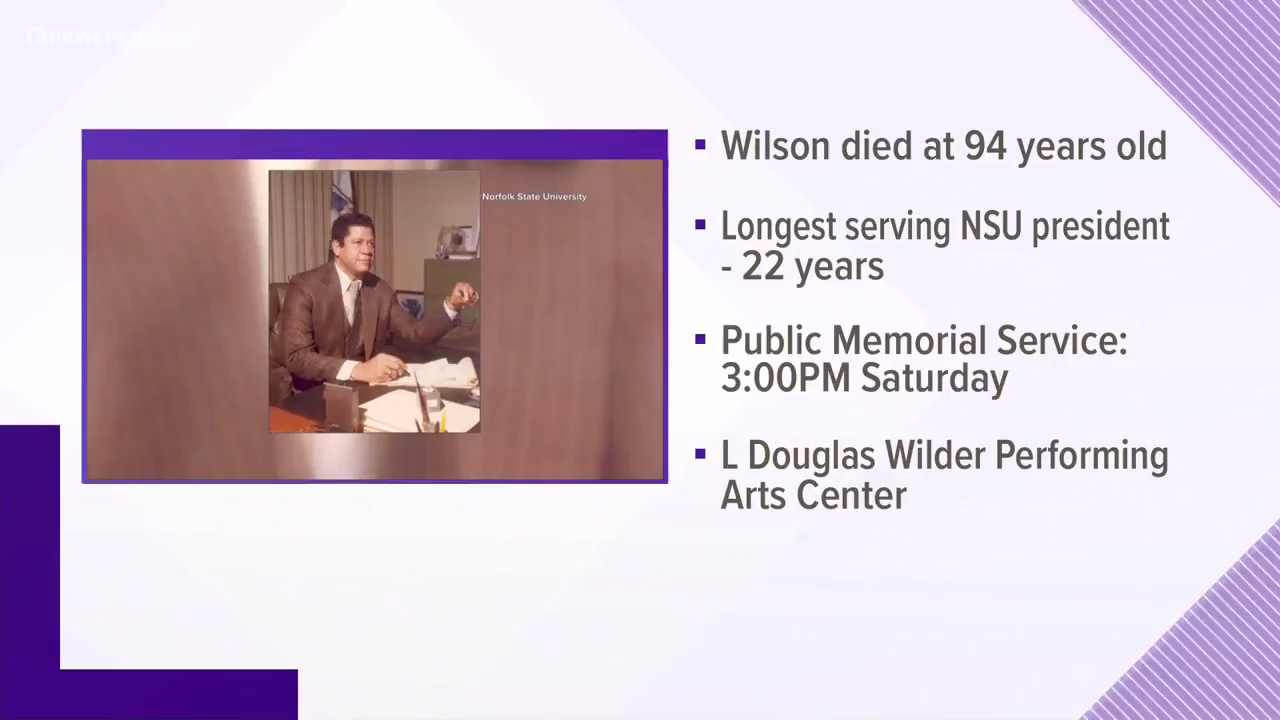 Norfolk State University
▪ Wilson died at 94 years old
▪ Longest serving NSU president
- 22 years
▪ Public Memorial Service:
3:00PM Saturday
▪ L Douglas Wilder Performing
Arts Center